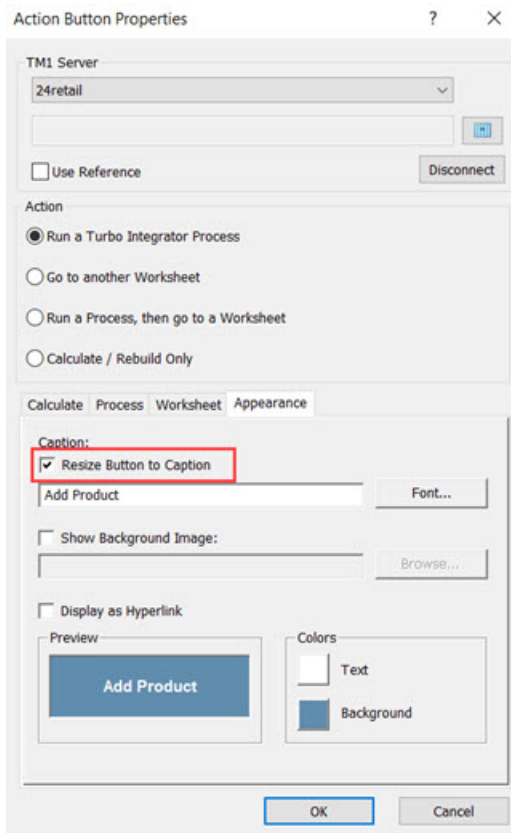 Action Button Properties
TM1 Server
24retail
Use Reference
Disconnect
Action
Run a Turbo Integrator Process
Go to another Worksheet
Run a Process, then go to a Worksheet
Calculate / Rebuild Only
Calculate Process Worksheet Appearance
Caption:
Resize Button to Caption
Add Product
Font...
Show Background Image:
Browse...
Display as Hyperlink
Preview
Add Product
Colors
Text
Background
OK
Cancel